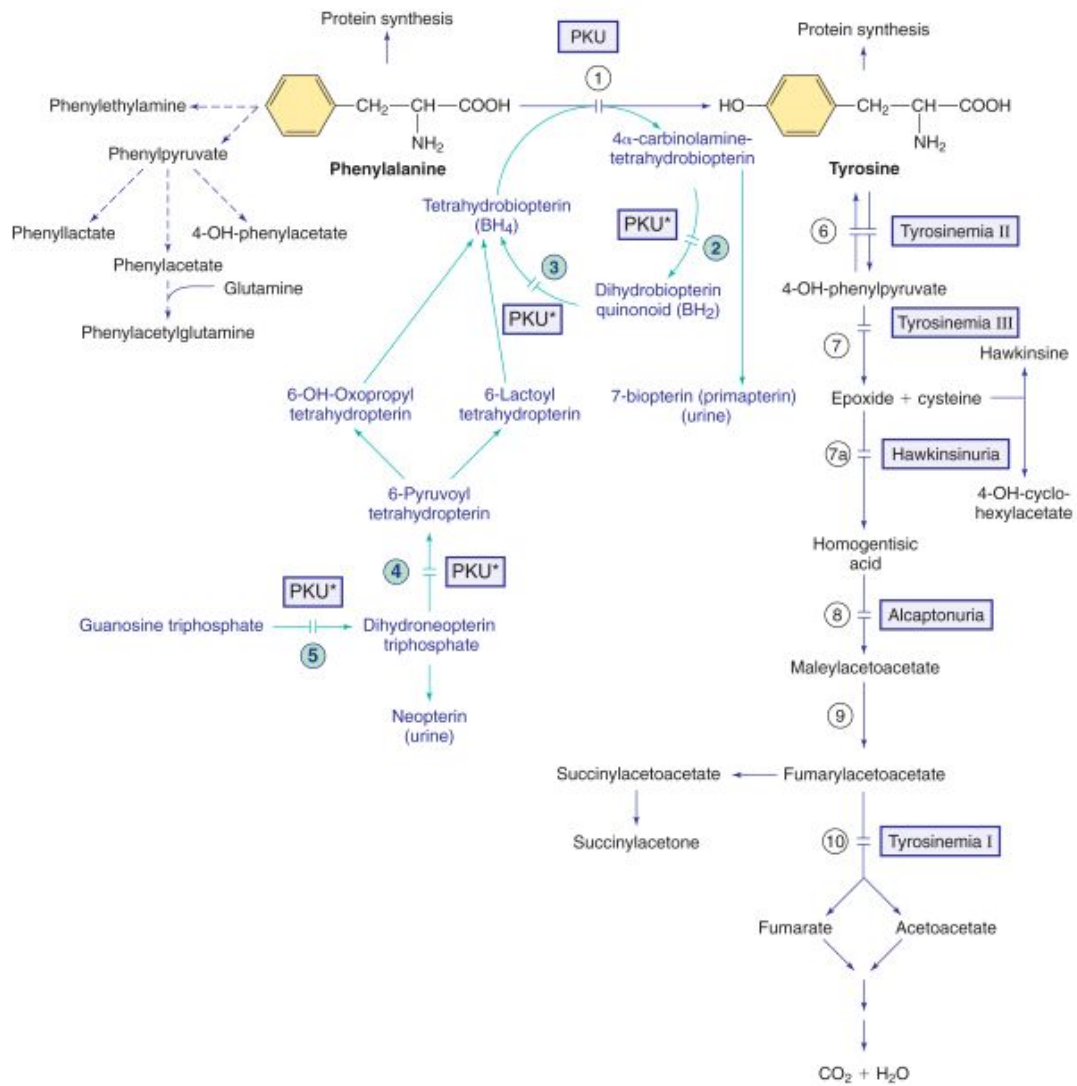 Protein synthesis
PKU
Protein synthesis
1
Phenylethylamine
CH2—CH—COOH
NH2
Phenylalanine
HO
CH2—CH—COOH
NH2
Tyrosine
Phenylpyruvate
4α-carbinolamine-
tetrahydrobiopterin
Phenyllactate
4-OH-phenylacetate
Phenylacetate
Glutamine
Phenylacetylglutamine
Tetrahydrobiopterin
(BH4)
PKU*
2
3
PKU*
Dihydrobiopterin
quinonoid (BH2)
6
Tyrosinemia II
4-OH-phenylpyruvate
7
Tyrosinemia III
Hawkinsine
6-OH-Oxopropyl
tetrahydropterin
6-Lactoyl
tetrahydropterin
7-biopterin (primapterin)
(urine)
Epoxide + cysteine
7a
Hawkinsinuria
4-OH-cyclo-
hexylacetate
6-Pyruvoyl
tetrahydropterin
Homogentisic
acid
4
PKU*
PKU*
Guanosine triphosphate
5
Dihydroneopterin
triphosphate
8
Alcaptonuria
Maleylacetoacetate
Neopterin
(urine)
9
Succinylacetoacetate
Fumarylacetoacetate
Succinylacetone
10
Tyrosinemia I
Fumarate
Acetoacetate
CO2 + H2O